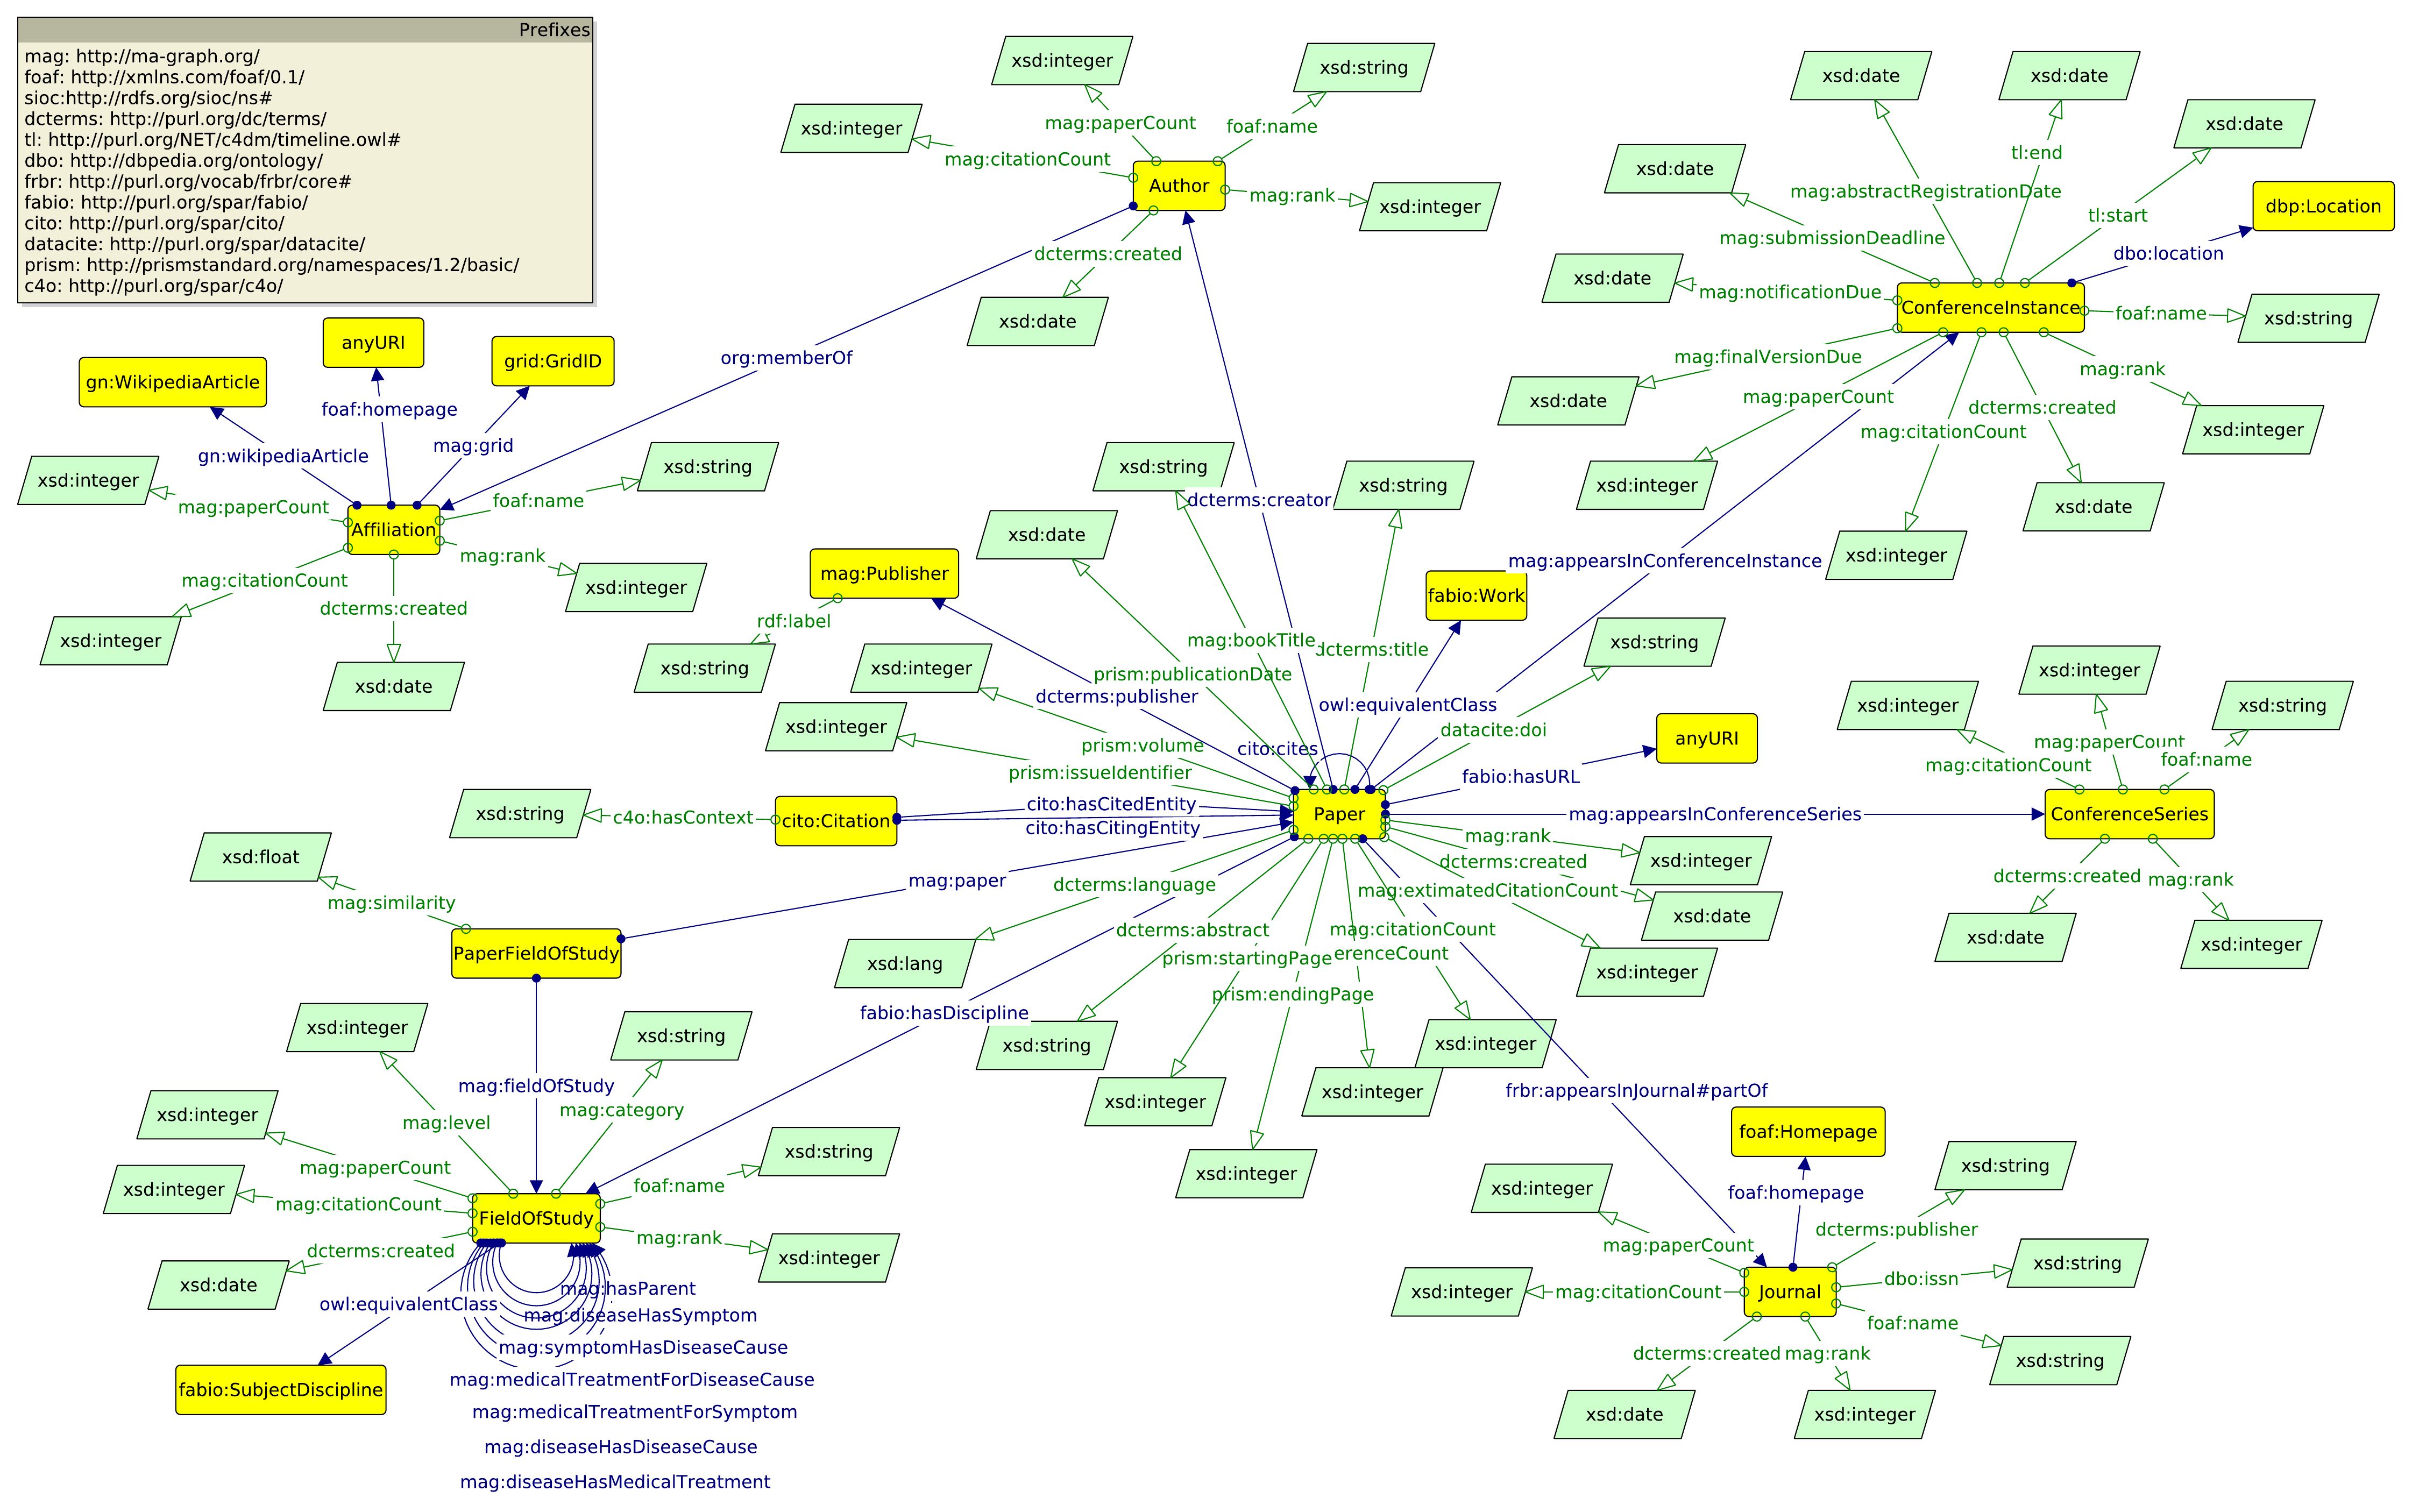 Prefixes
mag: http://ma-graph.org/
foaf: http://xmlns.com/foaf/0.1/
sioc:http://rdfs.org/sioc/ns#
dcterms: http://purl.org/dc/terms/
tl: http://purl.org/NET/c4dm/timeline.owl#
dbo: http://dbpedia.org/ontology/
frbr: http://purl.org/vocab/frbr/core#
fabio: http://purl.org/spar/fabio/
cito: http://purl.org/spar/cito/
datacite: http://purl.org/spar/datacite/
prism: http://prismstandard.org/namespaces/1.2/basic/
c4o: http://purl.org/spar/c4o/
xsd:integer
xsd:string
xsd:integer
mag:paperCount
foaf:name
mag:citationCount
Author
mag:rank
xsd:integer
dcterms:created
xsd:date
org:memberOf
xsd:date
xsd:date
xsd:date
tl:end
xsd:date
mag:abstractRegistrationDate
tl:start
dbp:Location
mag:submissionDeadline
dbo:location
xsd:date
mag:notificationDue
ConferenceInstance
foaf:name
xsd:string
mag:finalVersionDue
mag:rank
xsd:date
mag:paperCount
dcterms:created
mag:citationCount
xsd:integer
xsd:integer
xsd:date
xsd:integer
anyURI
grid:GridID
gn:WikipediaArticle
foaf:homepage
mag:grid
gn:wikipediaArticle
xsd:string
xsd:integer
foaf:name
mag:paperCount
Affiliation
mag:rank
mag:citationCount
xsd:integer
dcterms:created
xsd:integer
xsd:date
xsd:string
xsd:string
dcterms:creator
xsd:date
mag:appearsInConferenceInstance
mag:Publisher
fabio:Work
rdf:label
xsd:string
mag:bookTitle
dcterms:title
xsd:string
xsd:integer
prism:publicationDate
dcterms:publisher
owl:equivalentClass
xsd:integer
datacite:doi
anyURI
prism:volume
cito:cites
prism:issueIdentifier
fabio:hasURL
cito:hasCitedEntity
xsd:string
c4o:hasContext
cito:Citation
Paper
mag:appearsInConferenceSeries
cito:hasCitingEntity
mag:rank
xsd:integer
dcterms:created
mag:paper
dcterms:language
mag:extimatedCitationCount
xsd:date
mag:citationCount
dcterms:abstract
erenceCount
prism:startingPage
xsd:lang
xsd:integer
prism:endingPage
fabio:hasDiscipline
xsd:string
xsd:integer
xsd:integer
xsd:integer
frbr:appearsInJournal#partOf
xsd:integer
xsd:integer
xsd:integer
xsd:string
mag:paperCount
mag:citationCount
foaf:name
ConferenceSeries
dcterms:created
mag:rank
xsd:date
xsd:integer
xsd:float
mag:similarity
PaperFieldOfStudy
xsd:integer
xsd:string
mag:fieldOfStudy
xsd:integer
mag:level
mag:category
xsd:string
mag:paperCount
xsd:integer
foaf:name
mag:citationCount
FieldOfStudy
mag:rank
dcterms:created
xsd:integer
xsd:date
mag:hasParent
owl:equivalentClass
mag:diseaseHasSymptom
mag:symptomHasDiseaseCause
mag:medicalTreatmentForDiseaseCause
fabio:SubjectDiscipline
mag:medicalTreatmentForSymptom
mag:diseaseHasDiseaseCause
mag:diseaseHasMedicalTreatment
foaf:Homepage
xsd:string
xsd:integer
foaf:homepage
dcterms:publisher
mag:paperCount
xsd:string
dbo:issn
xsd:integer
mag:citationCount
Journal
foaf:name
dcterms:created
mag:rank
xsd:string
xsd:date
xsd:integer